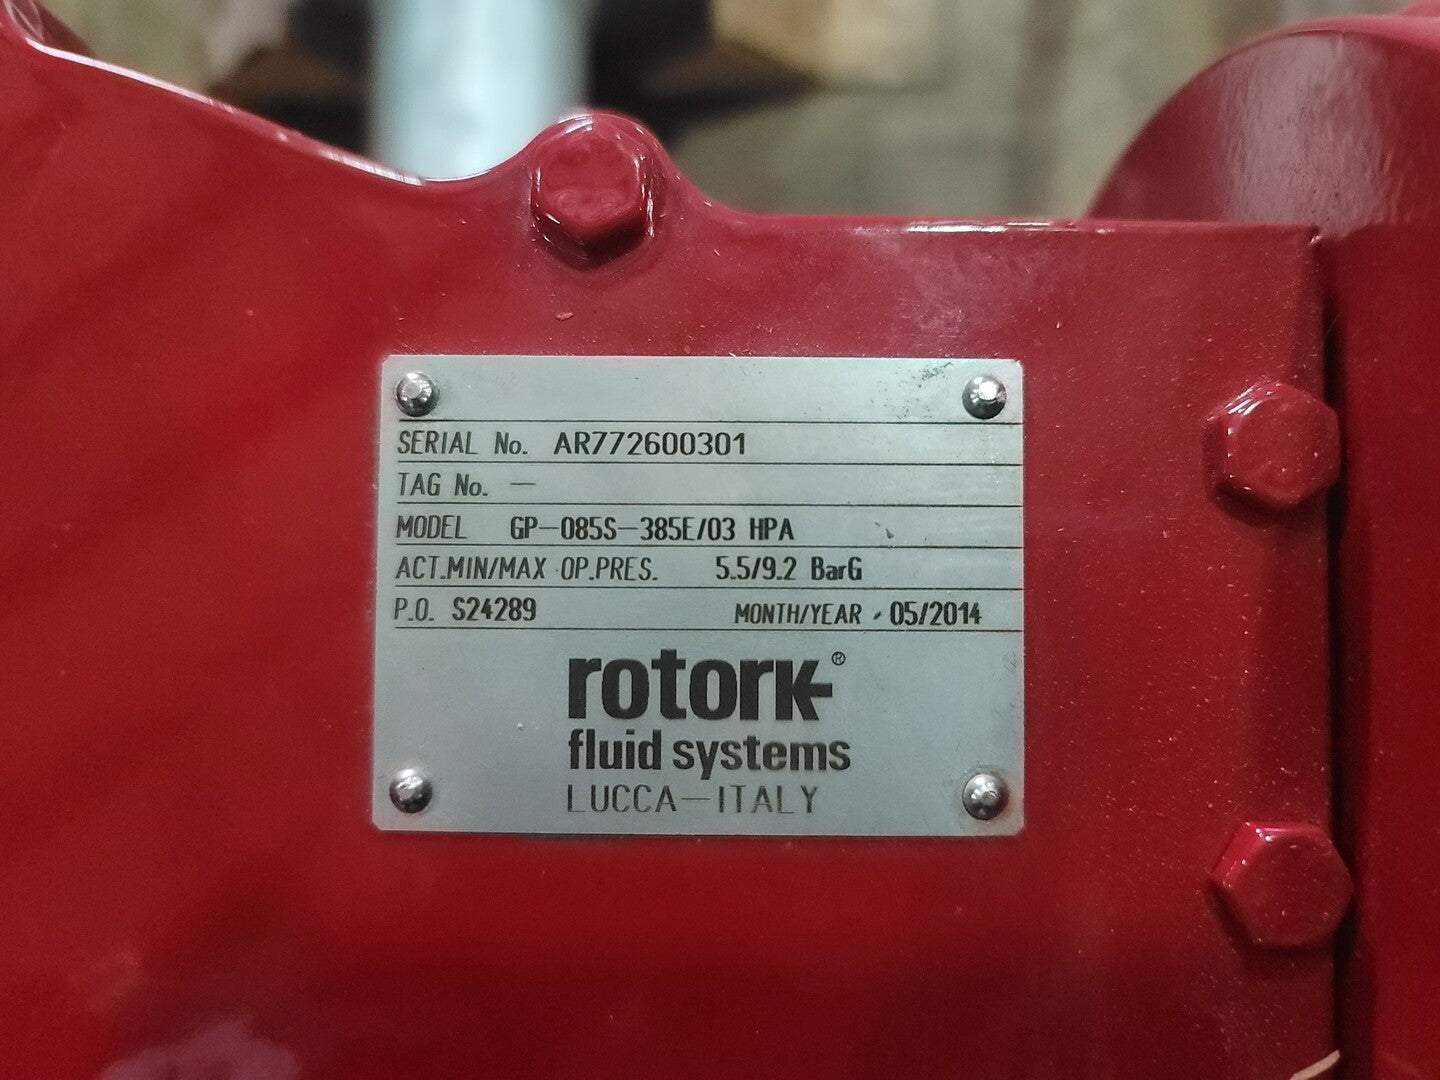 SERIAL No. AR772600301
TAG No. —
MODEL GP-085S-385E/03 HPA
ACT.MIN/MAX OP.PRES. 5.5/9.2 BarG
P.O. S24289 MONTH/YEAR 05/2014
rotork®
fluid systems
LUCCA-ITALY